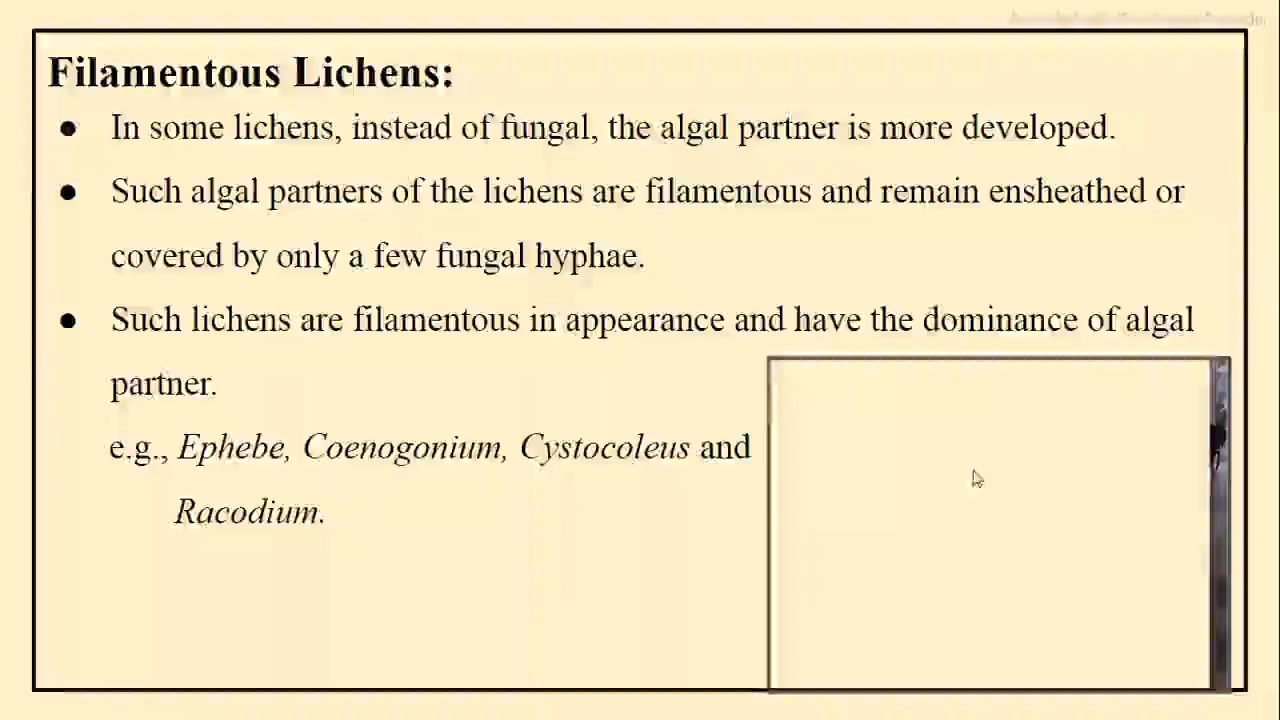 Filamentous Lichens:
● In some lichens, instead of fungal, the algal partner is more developed.
● Such algal partners of the lichens are filamentous and remain ensheathed or
covered by only a few fungal hyphae.
● Such lichens are filamentous in appearance and have the dominance of algal
partner.
e.g., Ephebe, Coenogonium, Cystocoleus and
Racodium.